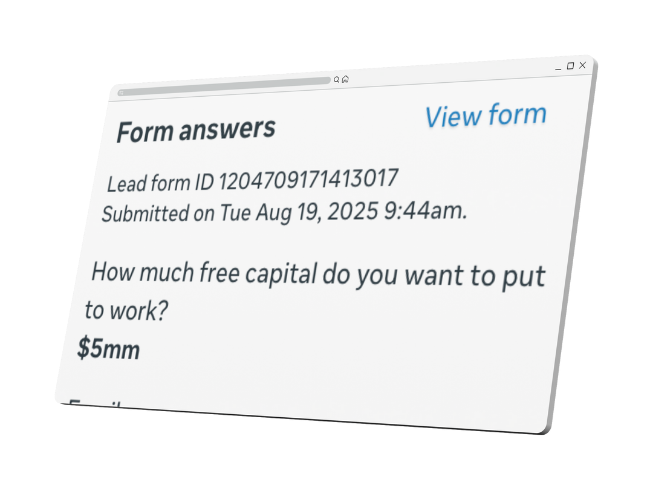 Form answers
View form
Lead form ID 1204709171413017
Submitted on Tue Aug 19, 2025 9:44am.
How much free capital do you want to put
to work?
$5mm